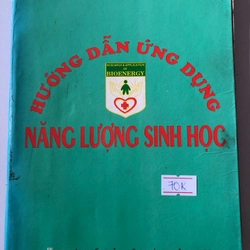 HƯỚNG DẪN ỨNG DỤNG
BIOENERGY
NĂNG LƯỢNG SINH HỌC
70K